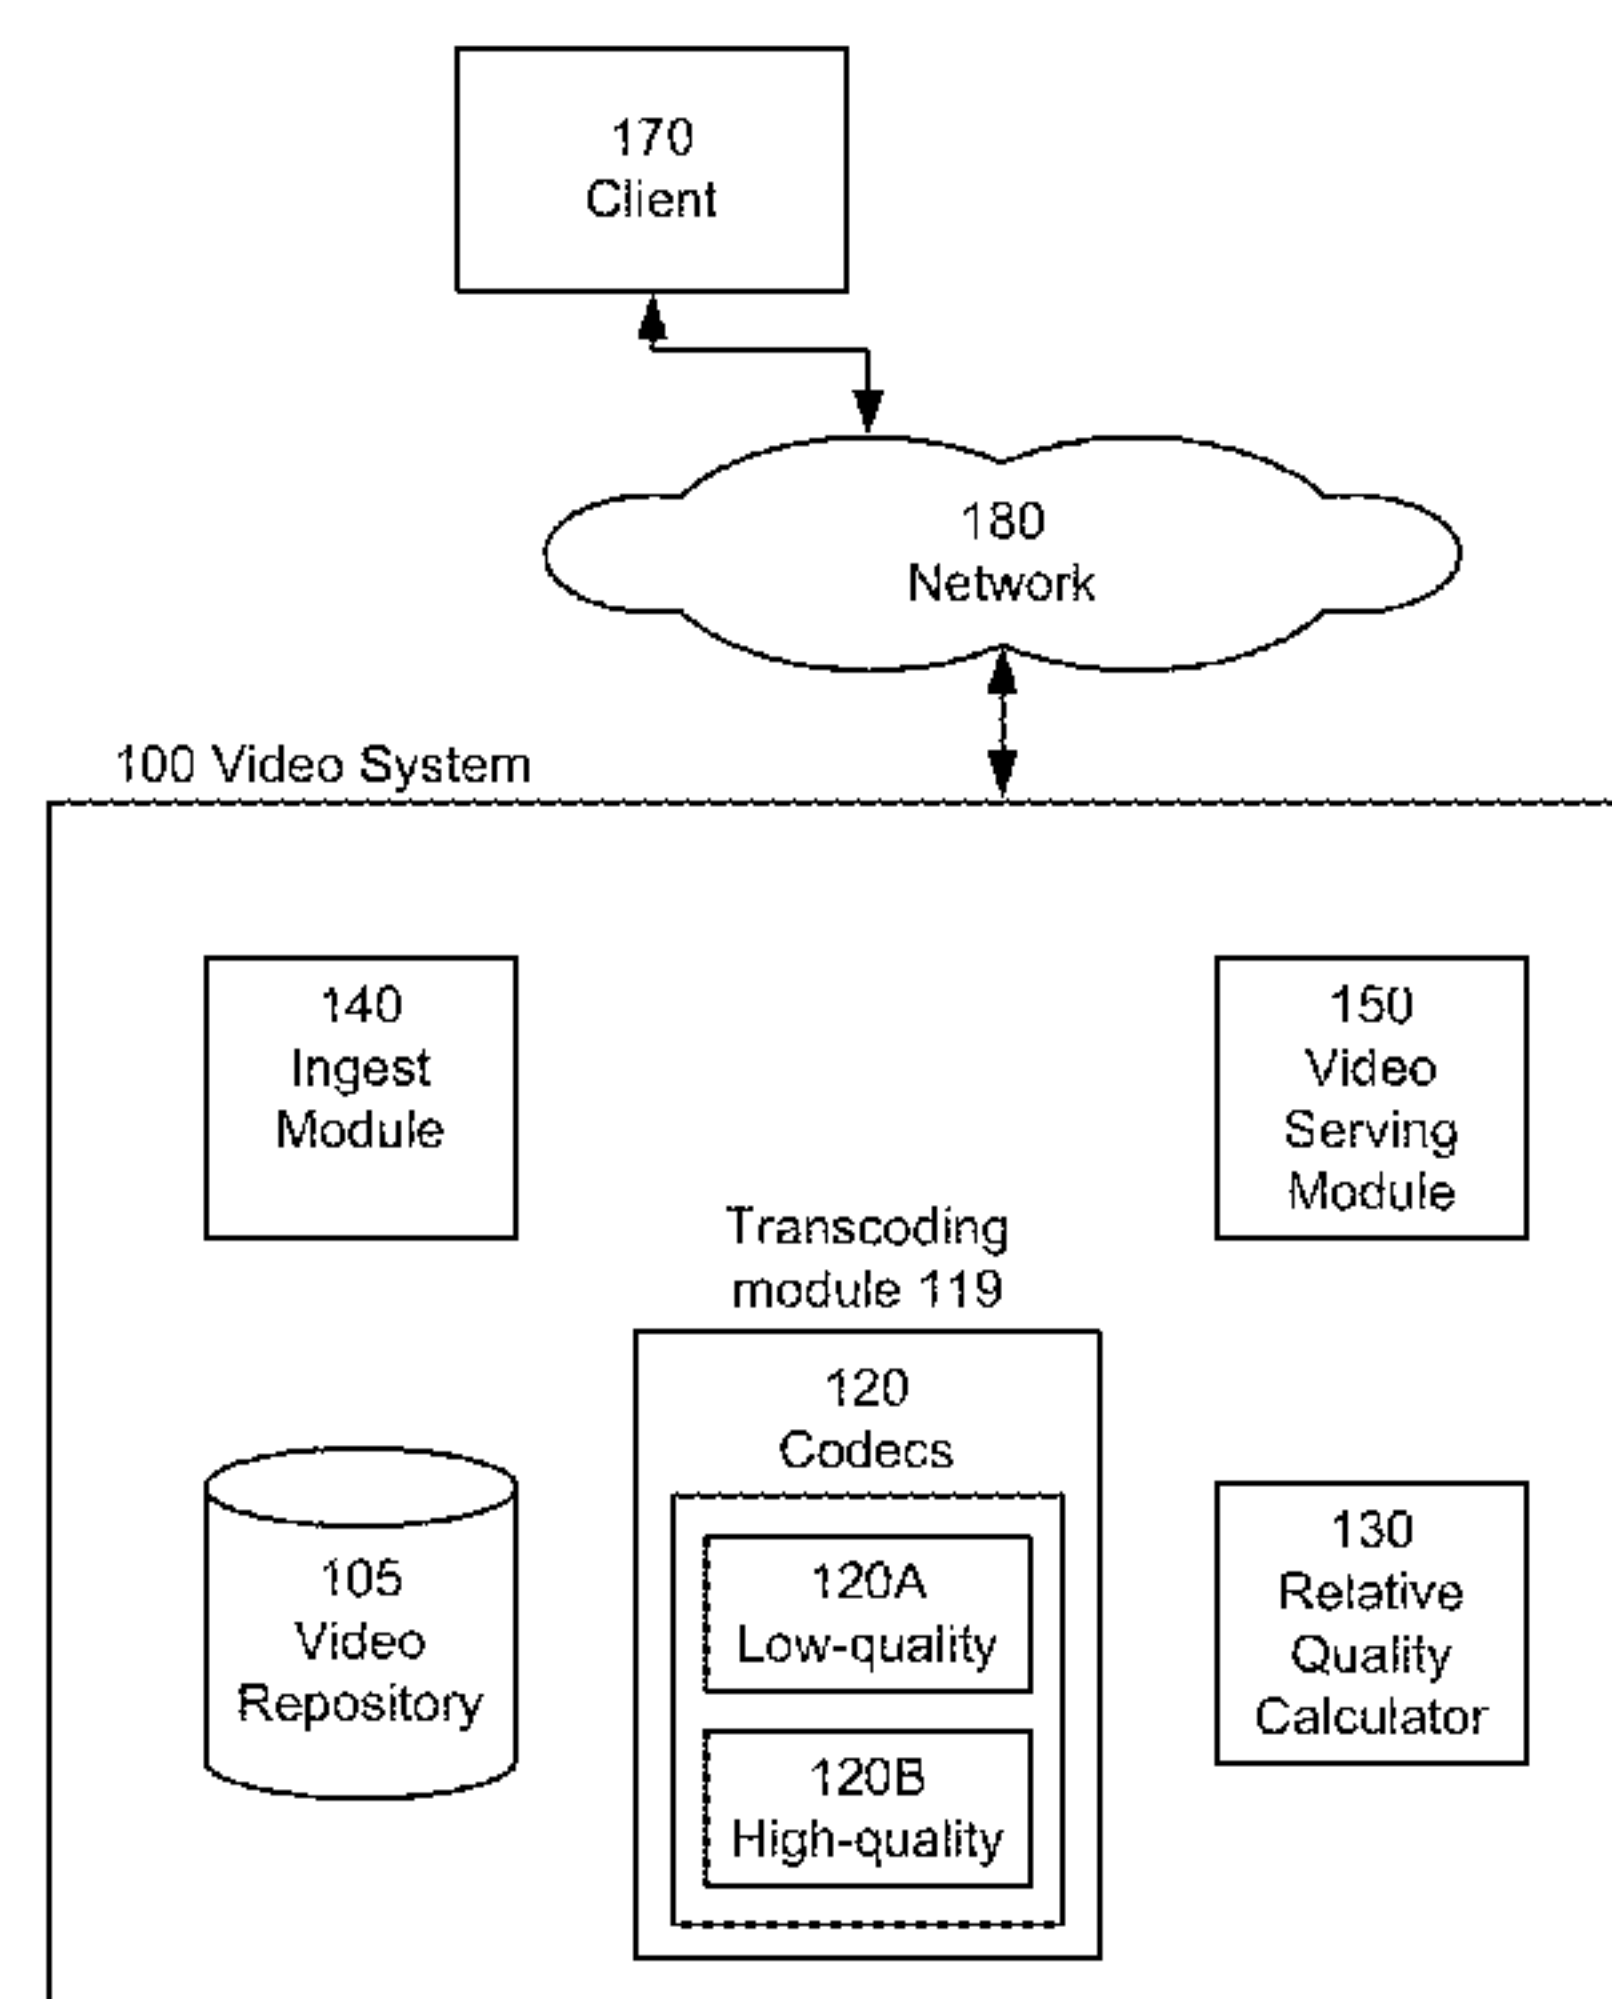 170
Client
180
Network
100 Video System
140
Ingest
Module
150
Video
Serving
Module
Transcoding
module 119
120
Codecs
120A
Low-quality
120B
High-quality
105
Video
Repository
130
Relative
Quality
Calculator